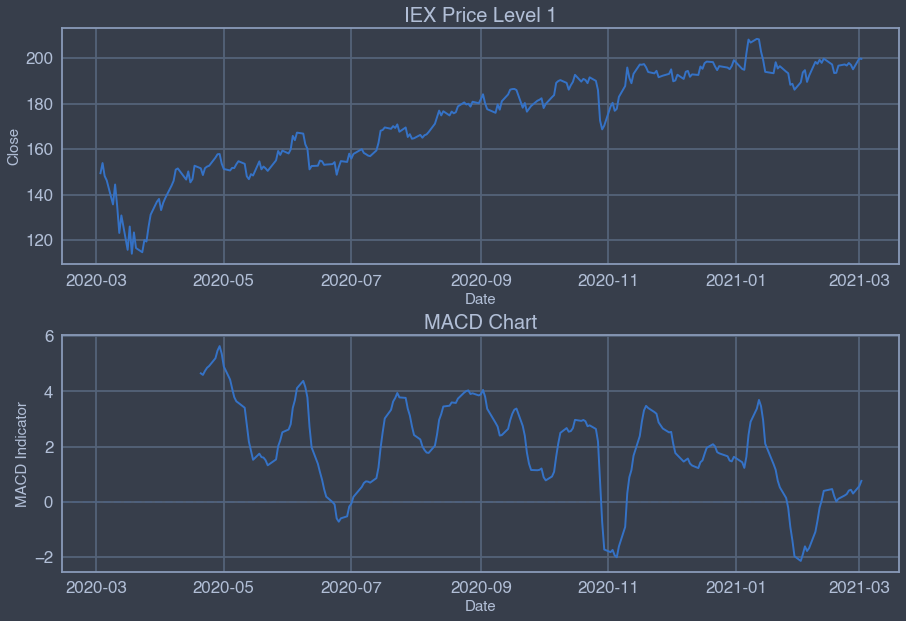 IEX Price Level 1
Close
200
180
160
140
120
2020-03 2020-05 2020-07 2020-09 2020-11 2021-01 2021-03
Date
MACD Chart
MACD Indicator
6
4
2
0
−2
2020-03 2020-05 2020-07 2020-09 2020-11 2021-01 2021-03
Date